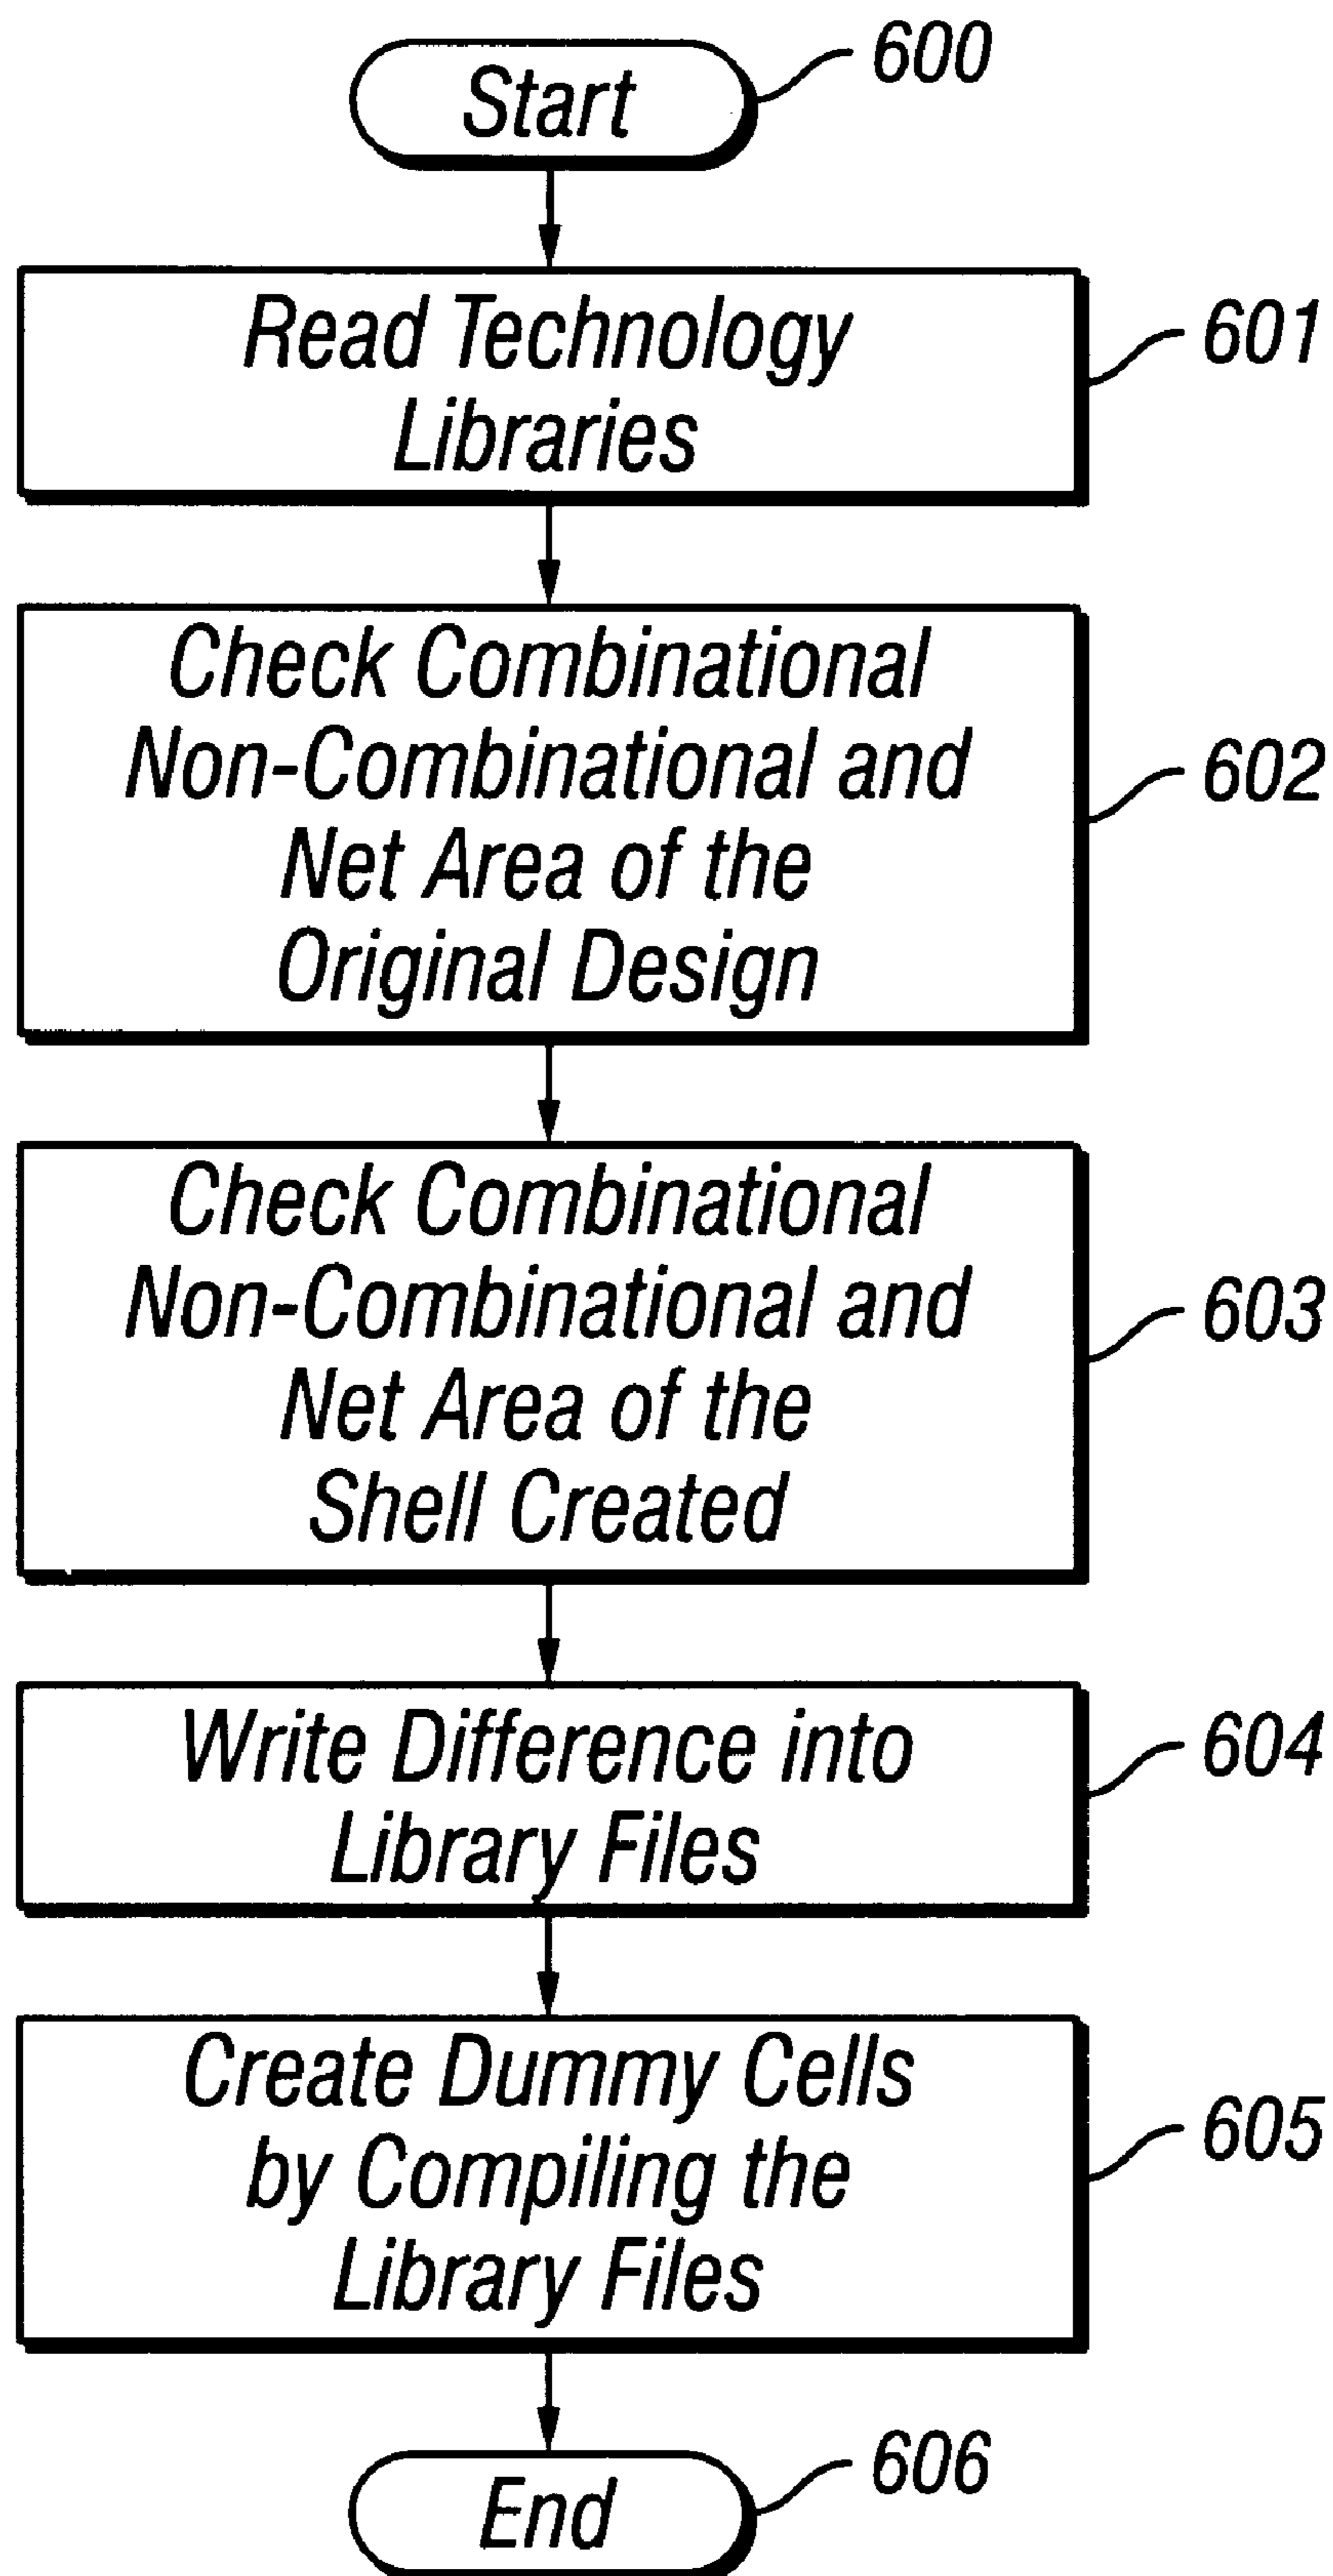 Start
600
Read Technology
Libraries
601
Check Combinational
Non-Combinational and
Net Area of the
Original Design
602
Check Combinational
Non-Combinational and
Net Area of the
Shell Created
603
Write Difference into
Library Files
604
Create Dummy Cells
by Compiling the
Library Files
605
End
606